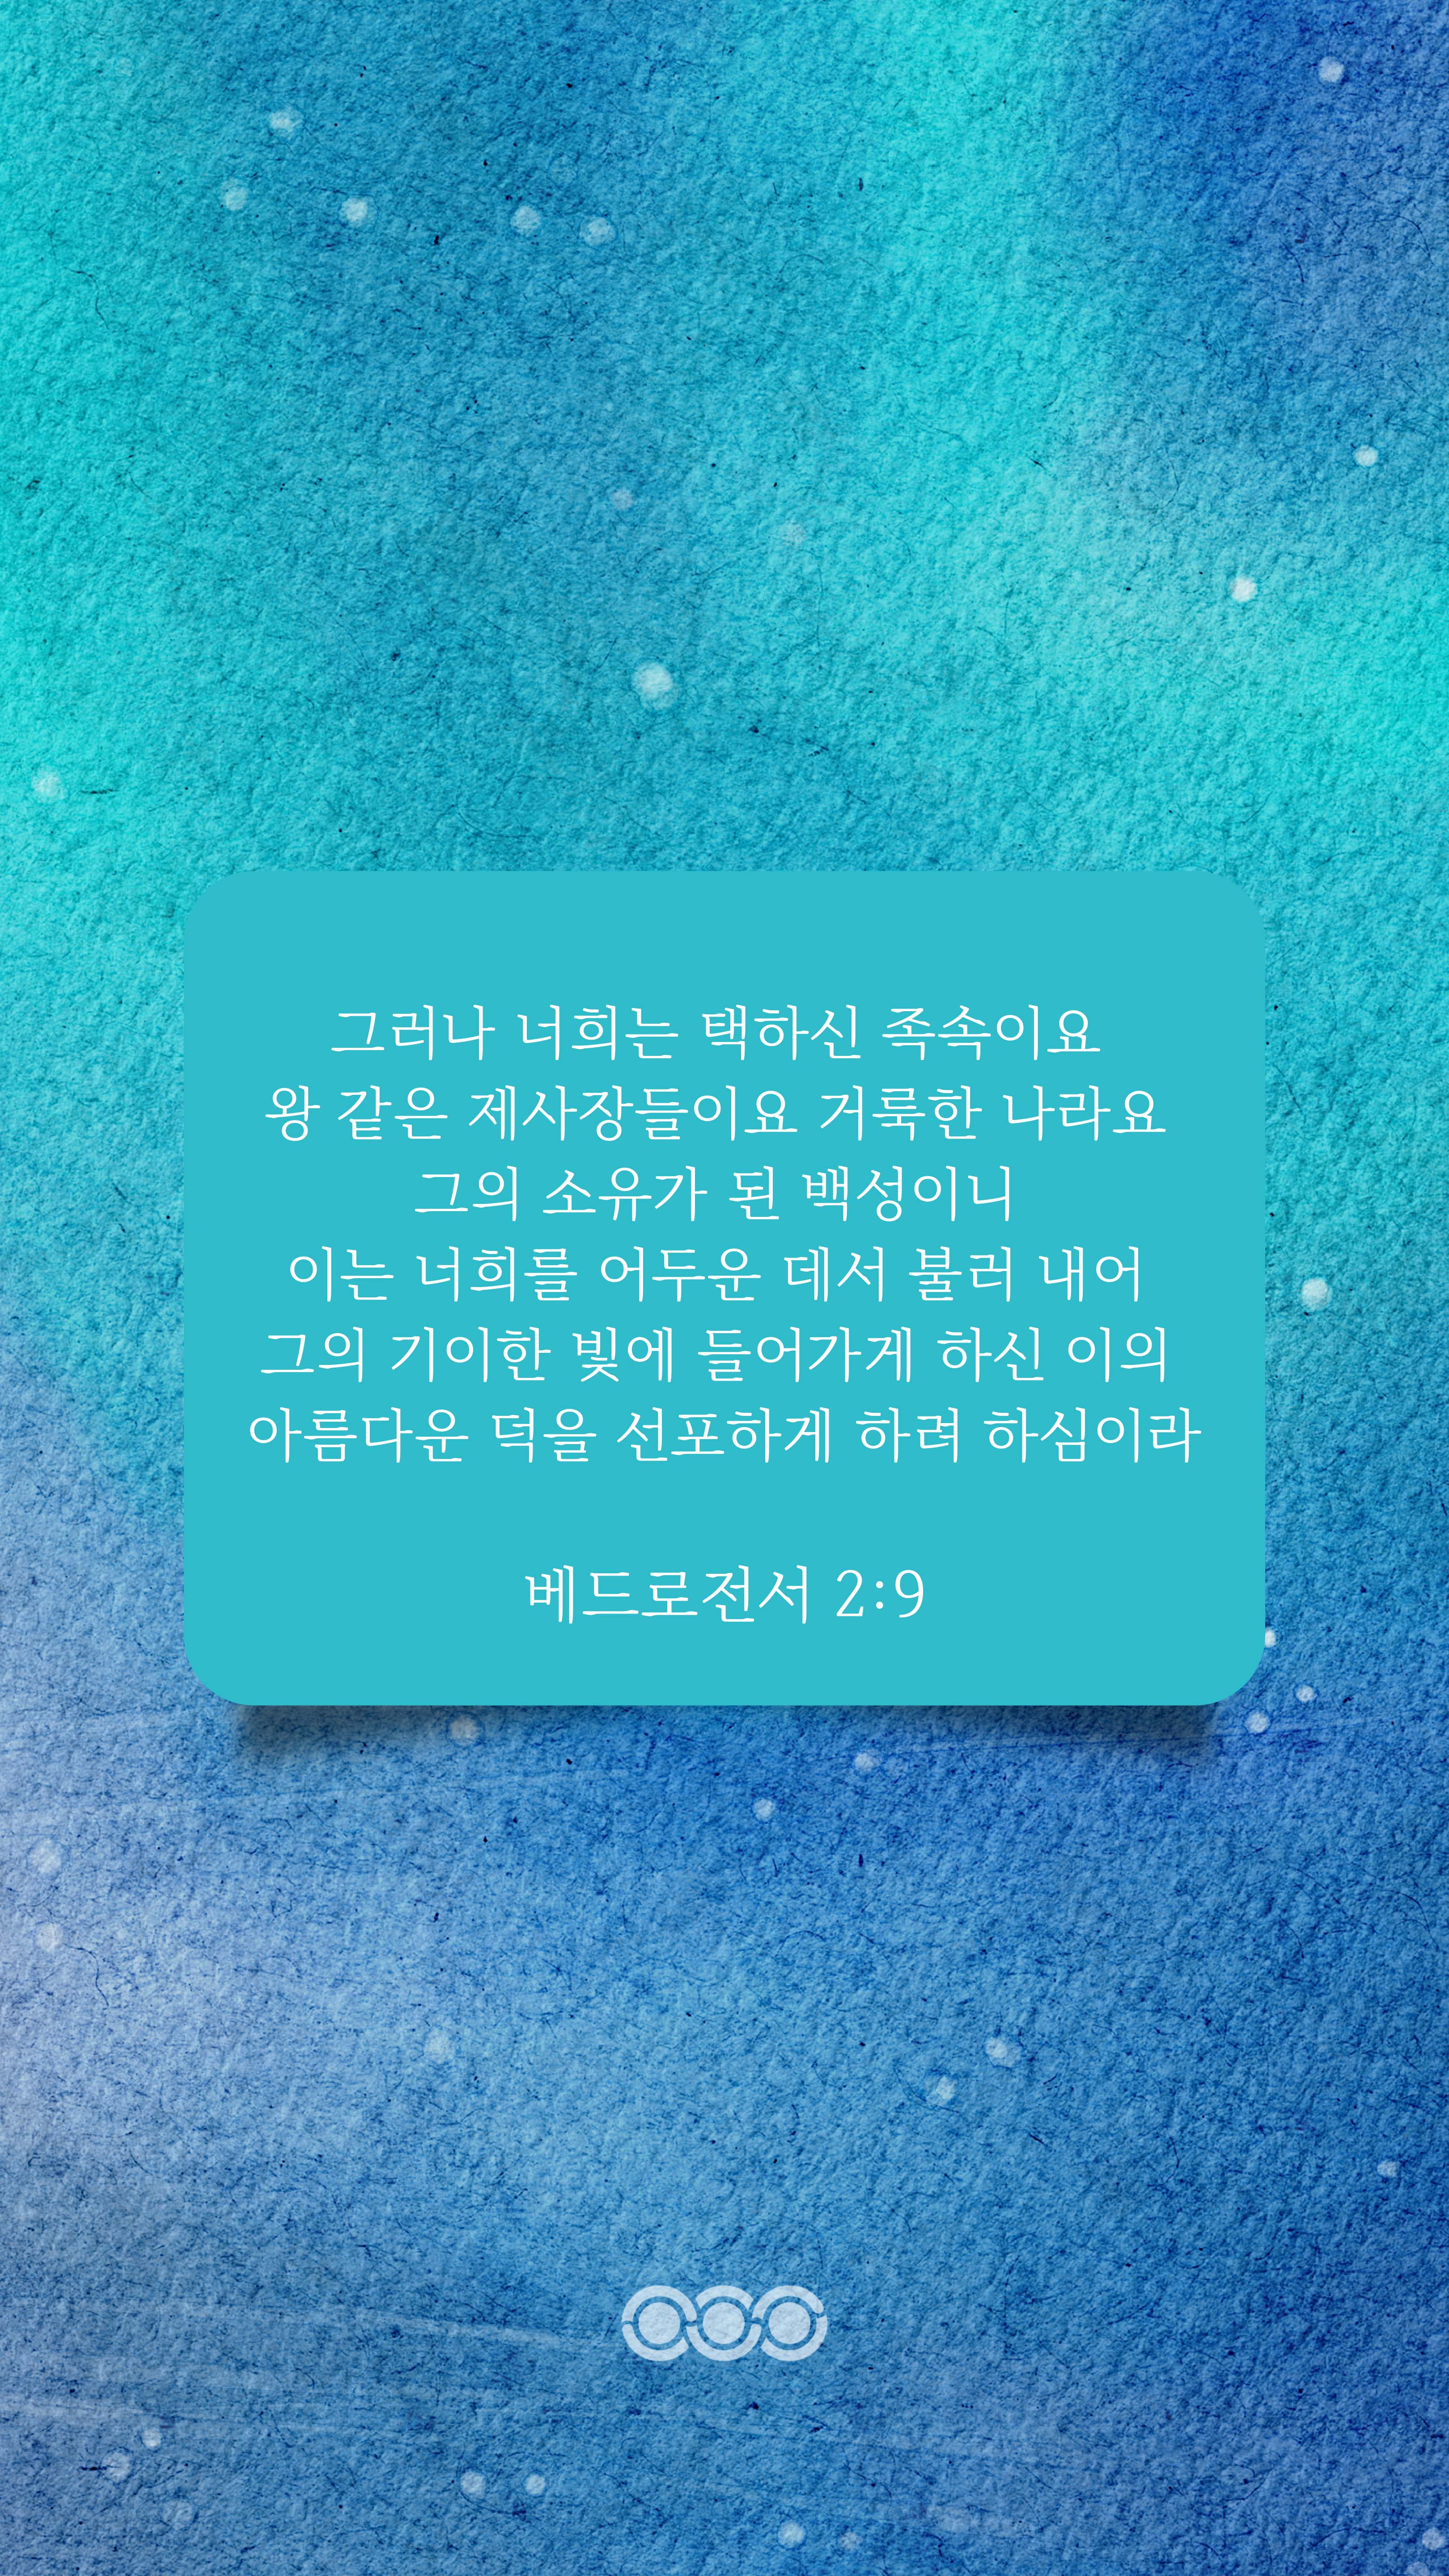 그러나 너희는 택하신 족속이요
왕 같은 제사장들이요 거룩한 나라요
그의 소유가 된 백성이니
이는 너희를 어두운 데서 불러 내어
그의 기이한 빛에 들어가게 하신 이의
아름다운 덕을 선포하게 하려 하심이라
베드로전서 2:9